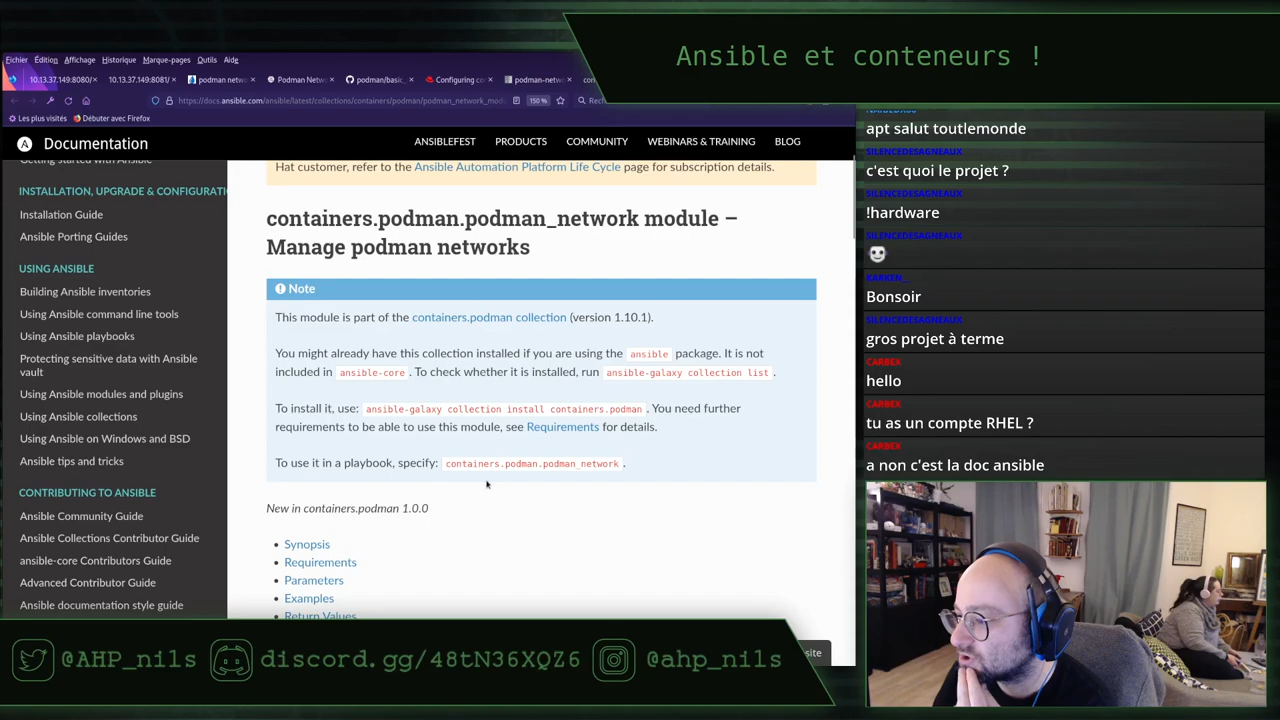 Ansible et conteneurs !
Fichier Édition Affichage Historique Marque-pages Outils Aide
10.13.37.149:8080/ 10.13.37.149:8081/ podman netwo Podman Netw github podman/basic_ Configuring co podman-netw
https://docs.ansible.com/ansible/latest/collections/containers/podman/podman_network_mod 150 % Rech
Les plus visités Débuter avec Firefox
Documentation
ANSIBLEFEST PRODUCTS COMMUNITY WEBINARS & TRAINING BLOG
Getting started with Ansible
INSTALLATION, UPGRADE & CONFIGURATI
Installation Guide
Ansible Porting Guides
USING ANSIBLE
Building Ansible inventories
Using Ansible command line tools
Using Ansible playbooks
Protecting sensitive data with Ansible
vault
Using Ansible modules and plugins
Using Ansible collections
Using Ansible on Windows and BSD
Ansible tips and tricks
CONTRIBUTING TO ANSIBLE
Ansible Community Guide
Ansible Collections Contributor Guide
ansible-core Contributors Guide
Advanced Contributor Guide
Ansible documentation style guide
Hat customer, refer to the Ansible Automation Platform Life Cycle page for subscription details.
containers.podman.podman_network module –
Manage podman networks
Note
This module is part of the containers.podman collection (version 1.10.1).
You might already have this collection installed if you are using the ansible package. It is not
included in ansible-core. To check whether it is installed, run ansible-galaxy collection list.
To install it, use: ansible-galaxy collection install containers.podman. You need further
requirements to be able to use this module, see Requirements for details.
To use it in a playbook, specify: containers.podman.podman_network.
New in containers.podman 1.0.0
Synopsis
Requirements
Parameters
Examples
Return Values
site
apt salut toutlemonde
SILENCEDESAGNEAUX
c'est quoi le projet ?
SILENCEDESAGNEAUX
!hardware
SILENCEDESAGNEAUX
KARKEN_
Bonsoir
SILENCEDESAGNEAUX
gros projet à terme
CARBEX
hello
CARBEX
tu as un compte RHEL ?
CARBEX
a non c'est la doc ansible
@AHP_nils discord.gg/48tN36XQZ6 @ahp_nils